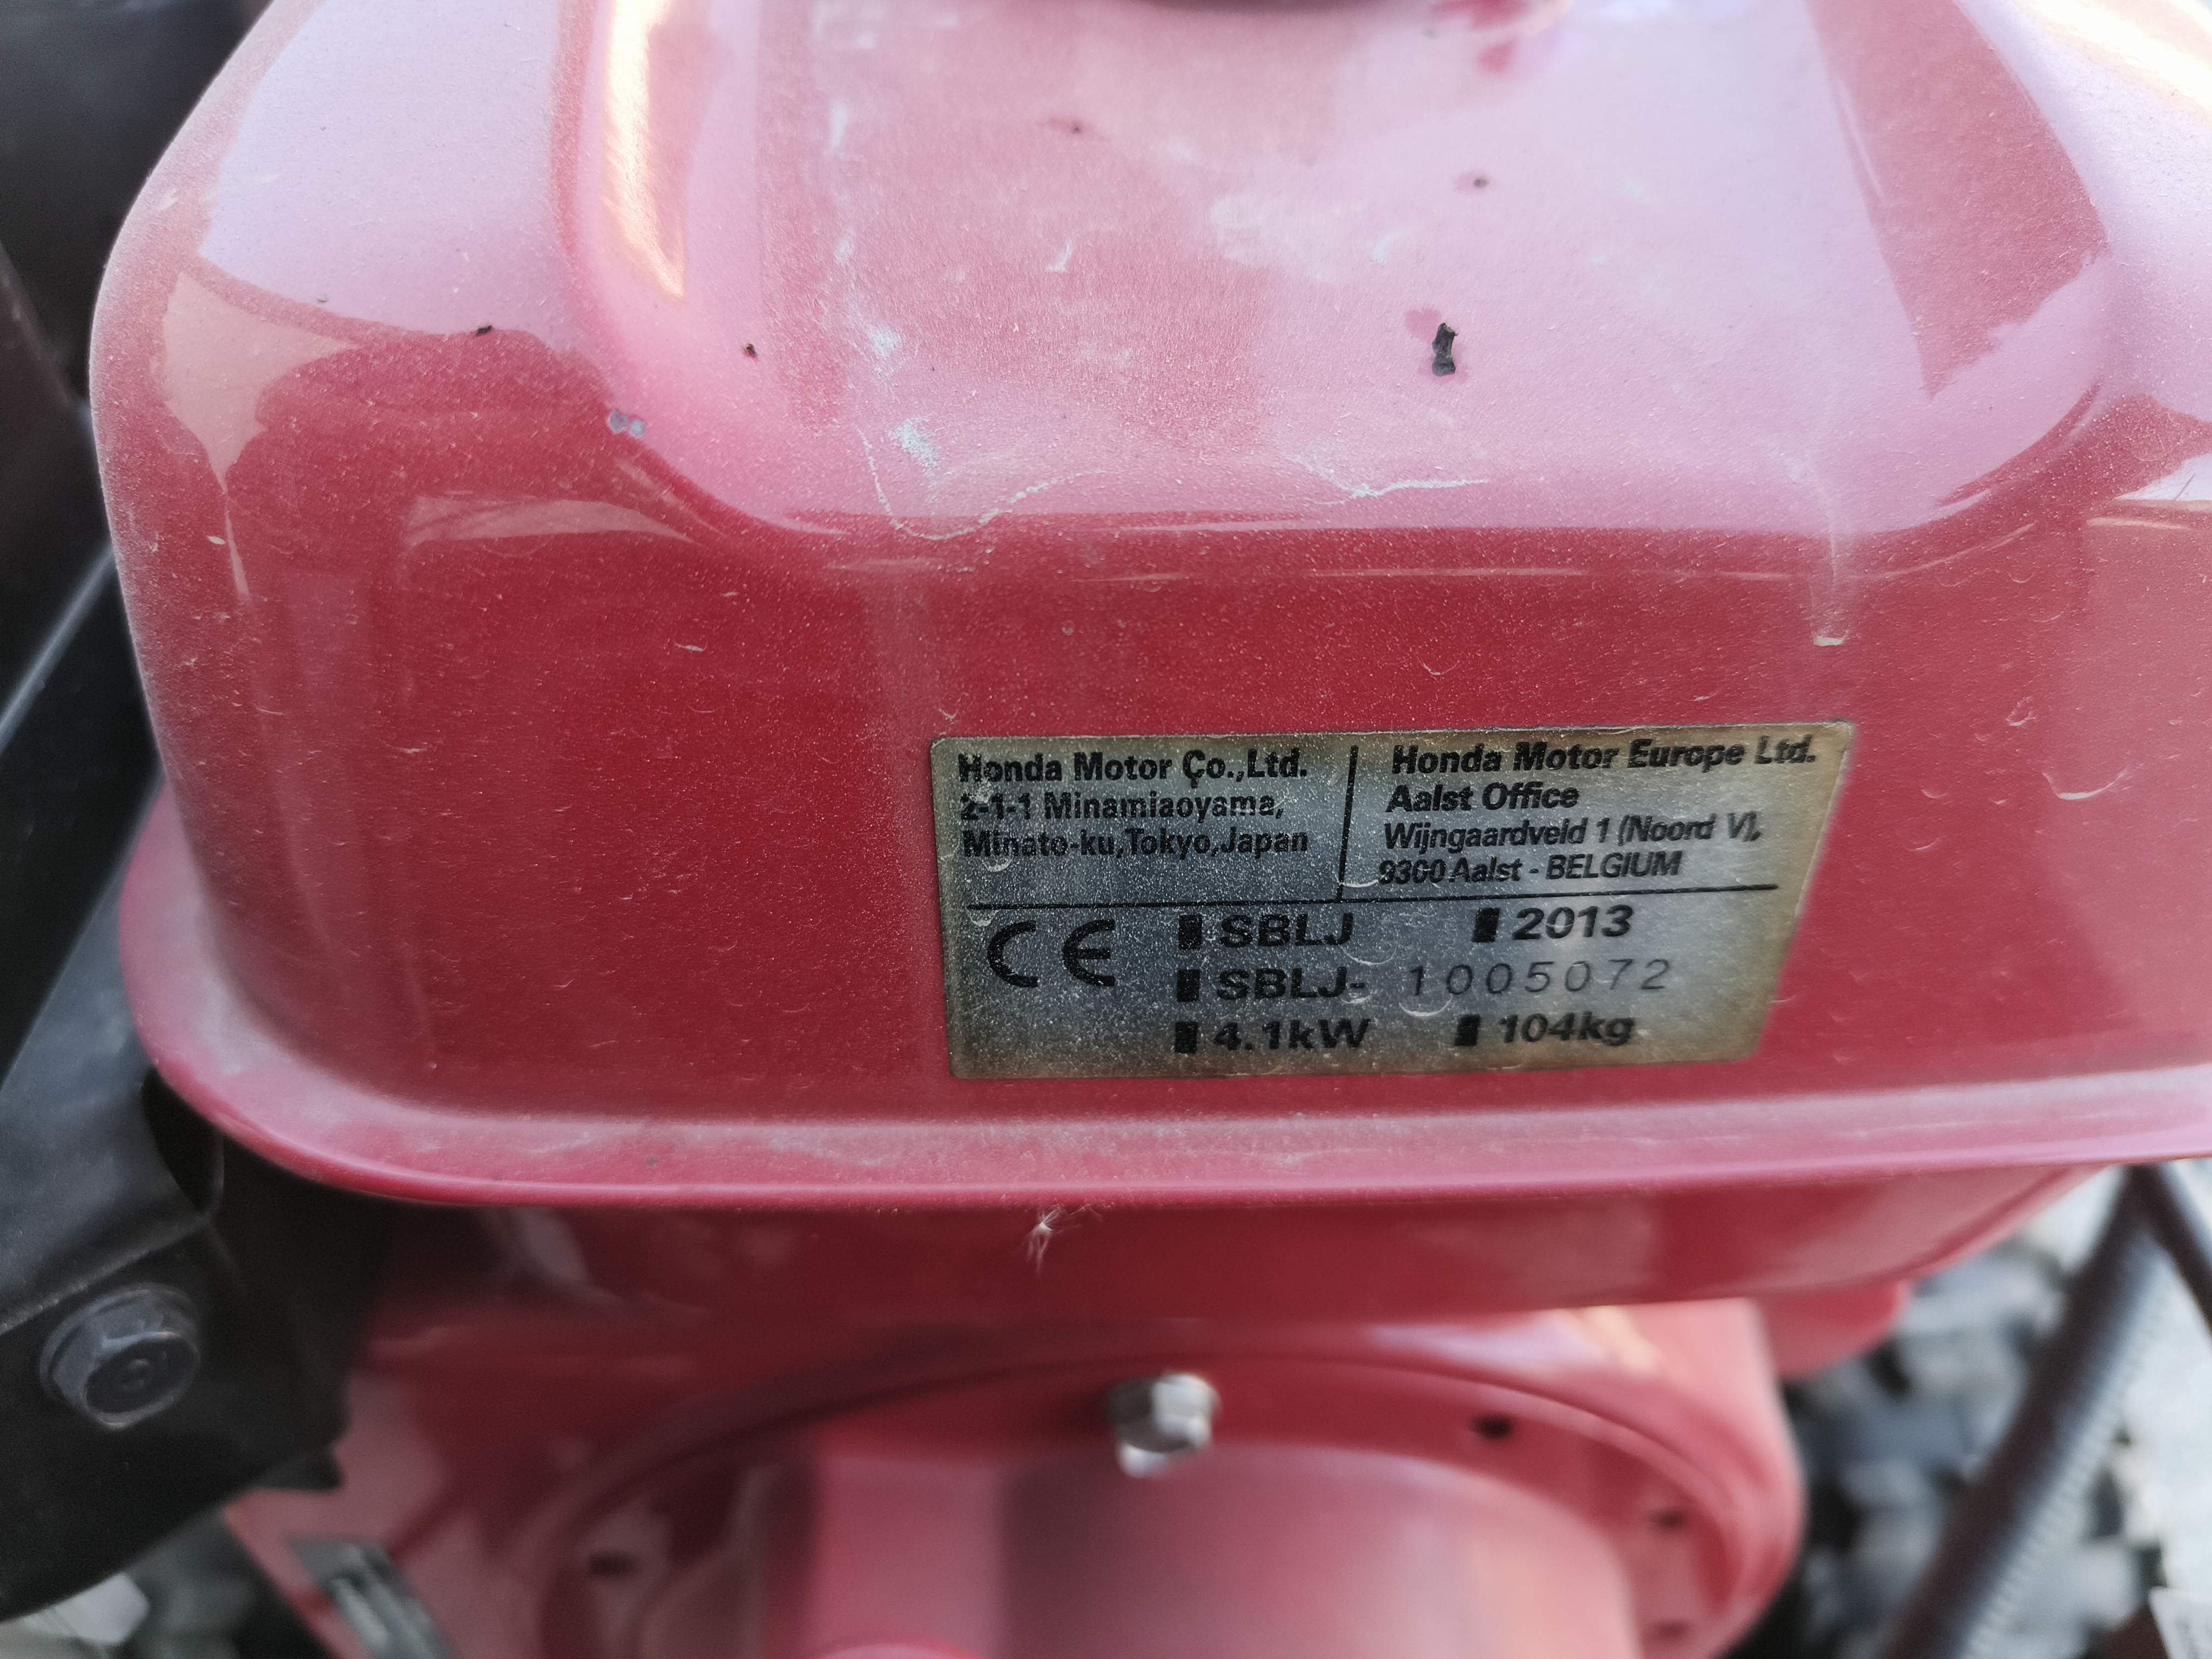 Honda Motor Co.,Ltd.
2-1-1 Minamiaoyama,
Minato-ku,Tokyo,Japan
Honda Motor Europe Ltd.
Aalst Office
Wijngaardveld 1 (Noord V),
9300 Aalst - BELGIUM
CE
SBLJ 2013
SBLJ- 1005072
4.1kW 104kg